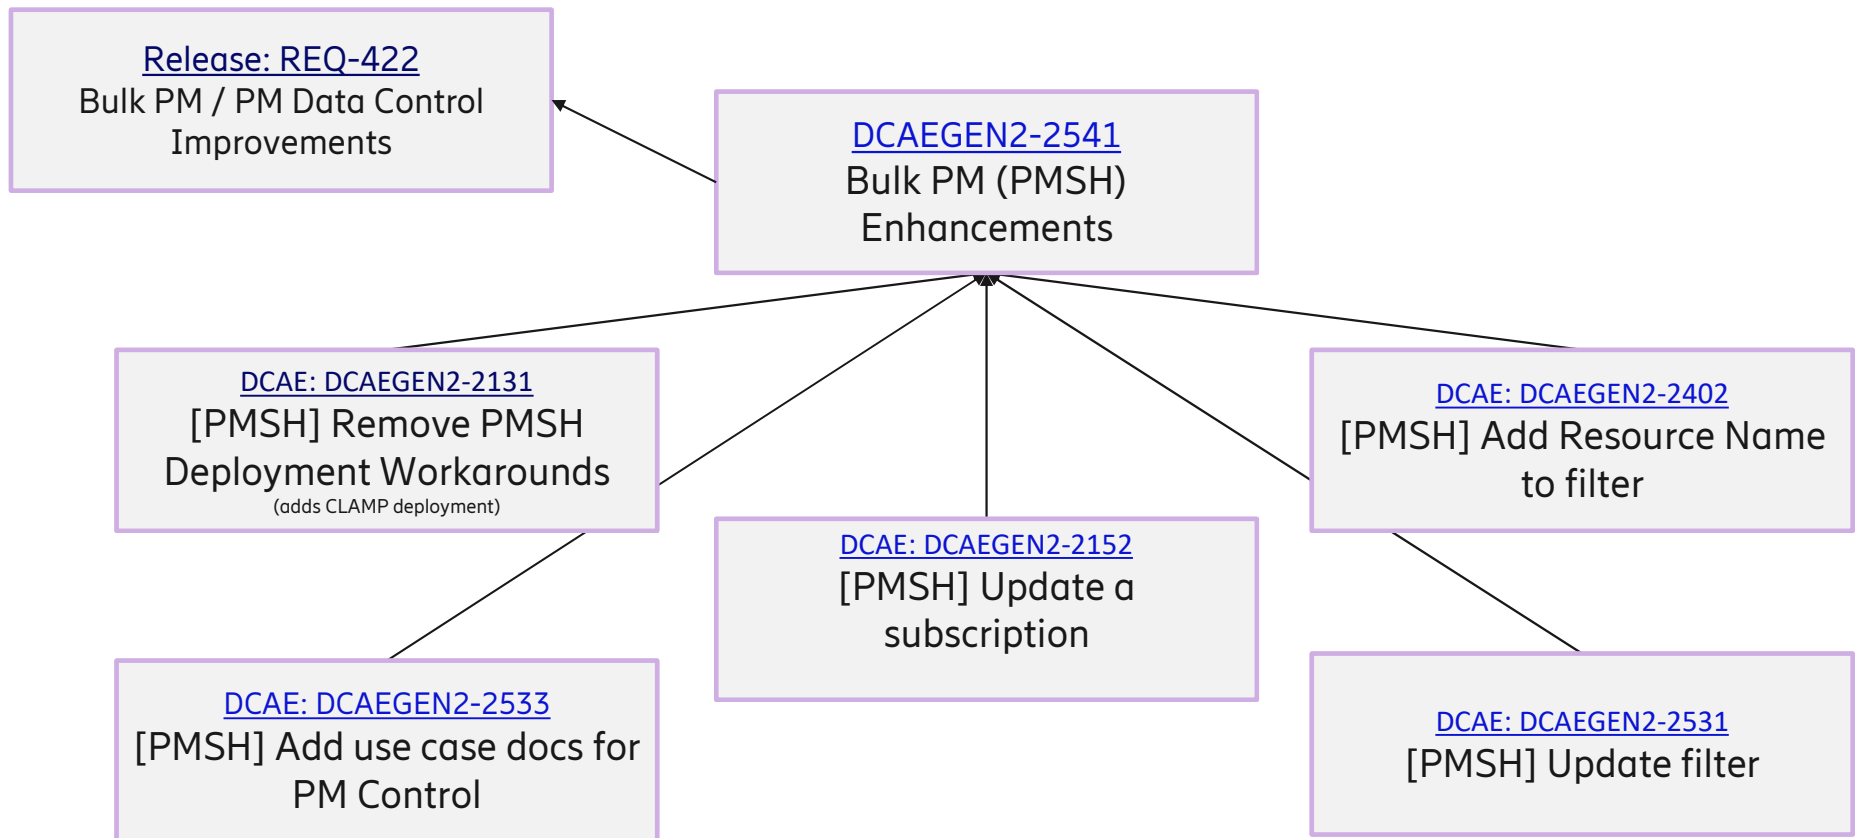 Release: REQ-422
Bulk PM / PM Data Control
Improvements
DCAEGEN2-2541
Bulk PM (PMSH)
Enhancements
DCAE: DCAEGEN2-2131
[PMSH] Remove PMSH
Deployment Workarounds
(adds CLAMP deployment)
DCAE: DCAEGEN2-2402
[PMSH] Add Resource Name
to filter
DCAE: DCAEGEN2-2152
[PMSH] Update a
subscription
DCAE: DCAEGEN2-2533
[PMSH] Add use case docs for
PM Control
DCAE: DCAEGEN2-2531
[PMSH] Update filter